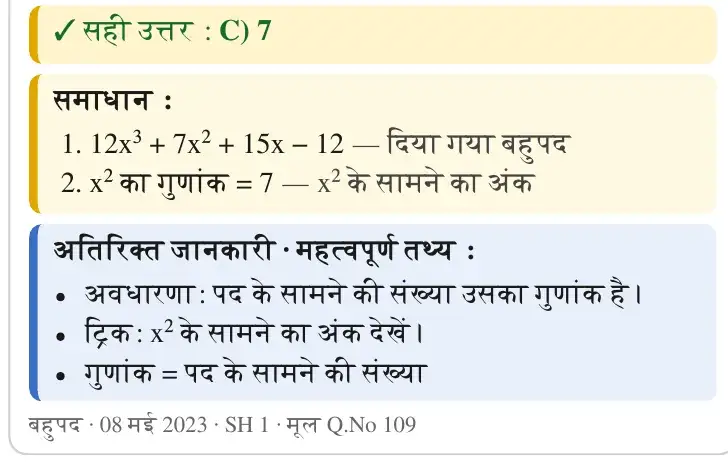 ✓ सही उत्तर : C) 7
समाधान :
1. 12x³ + 7x² + 15x − 12 — दिया गया बहुपद
2. x² का गुणांक = 7 — x² के सामने का अंक
अतिरिक्त जानकारी · महत्वपूर्ण तथ्य :
• अवधारणा : पद के सामने की संख्या उसका गुणांक है।
• ट्रिक : x² के सामने का अंक देखें।
• गुणांक = पद के सामने की संख्या
बहुपद · 08 मई 2023 · SH 1 · मूल Q.No 109